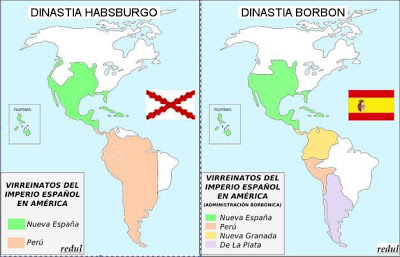 DINASTIA HABSBURGO
FILIPINAS
VIRREINATOS DEL
IMPERIO ESPAÑOL
EN AMÉRICA
Nueva España
Perú
redul
DINASTIA BORBON
FILIPINAS
VIRREINATOS DEL
IMPERIO ESPAÑOL
EN AMÉRICA
(ADMINISTRACIÓN BORBÓNICA)
Nueva España
Perú
Nueva Granada
De La Plata
redul